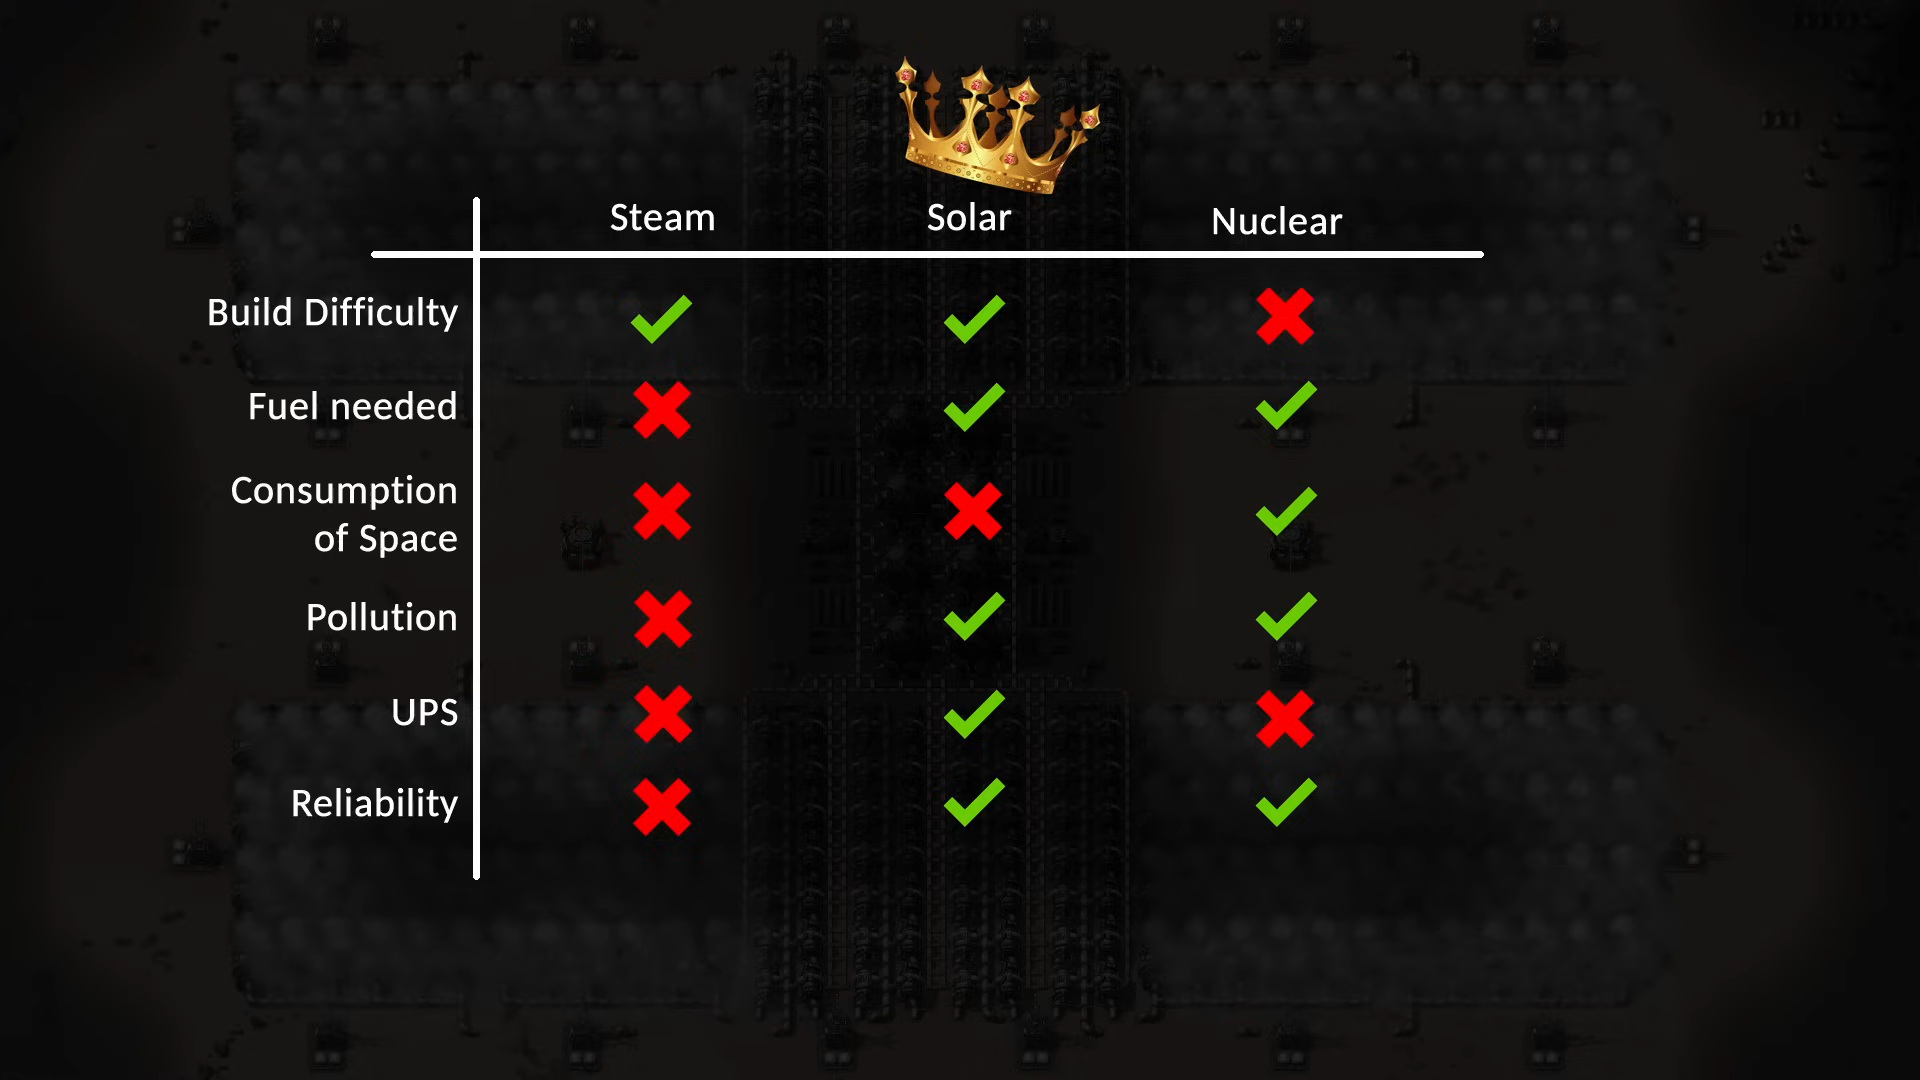 Steam Solar Nuclear
Build Difficulty
Fuel needed
Consumption
of Space
Pollution
UPS
Reliability